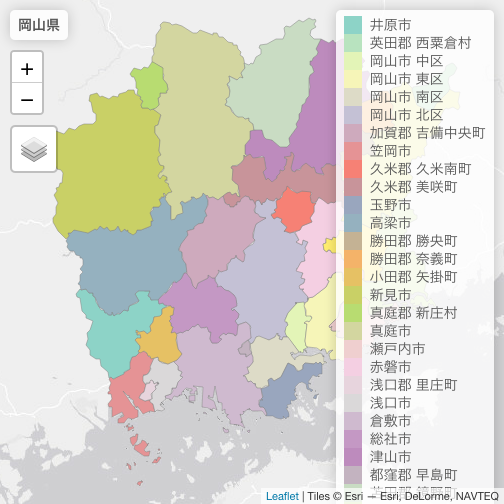 岡山県
+
−
井原市
英田郡 西粟倉村
岡山市 中区
岡山市 東区
岡山市 南区
岡山市 北区
加賀郡 吉備中央町
笠岡市
久米郡 久米南町
久米郡 美咲町
玉野市
高梁市
勝田郡 勝央町
勝田郡 奈義町
小田郡 矢掛町
新見市
真庭郡 新庄村
真庭市
瀬戸内市
赤磐市
浅口郡 里庄町
浅口市
倉敷市
総社市
津山市
都窪郡 早島町
Leaflet | Tiles © Esri — Esri, DeLorme, NAVTEQ